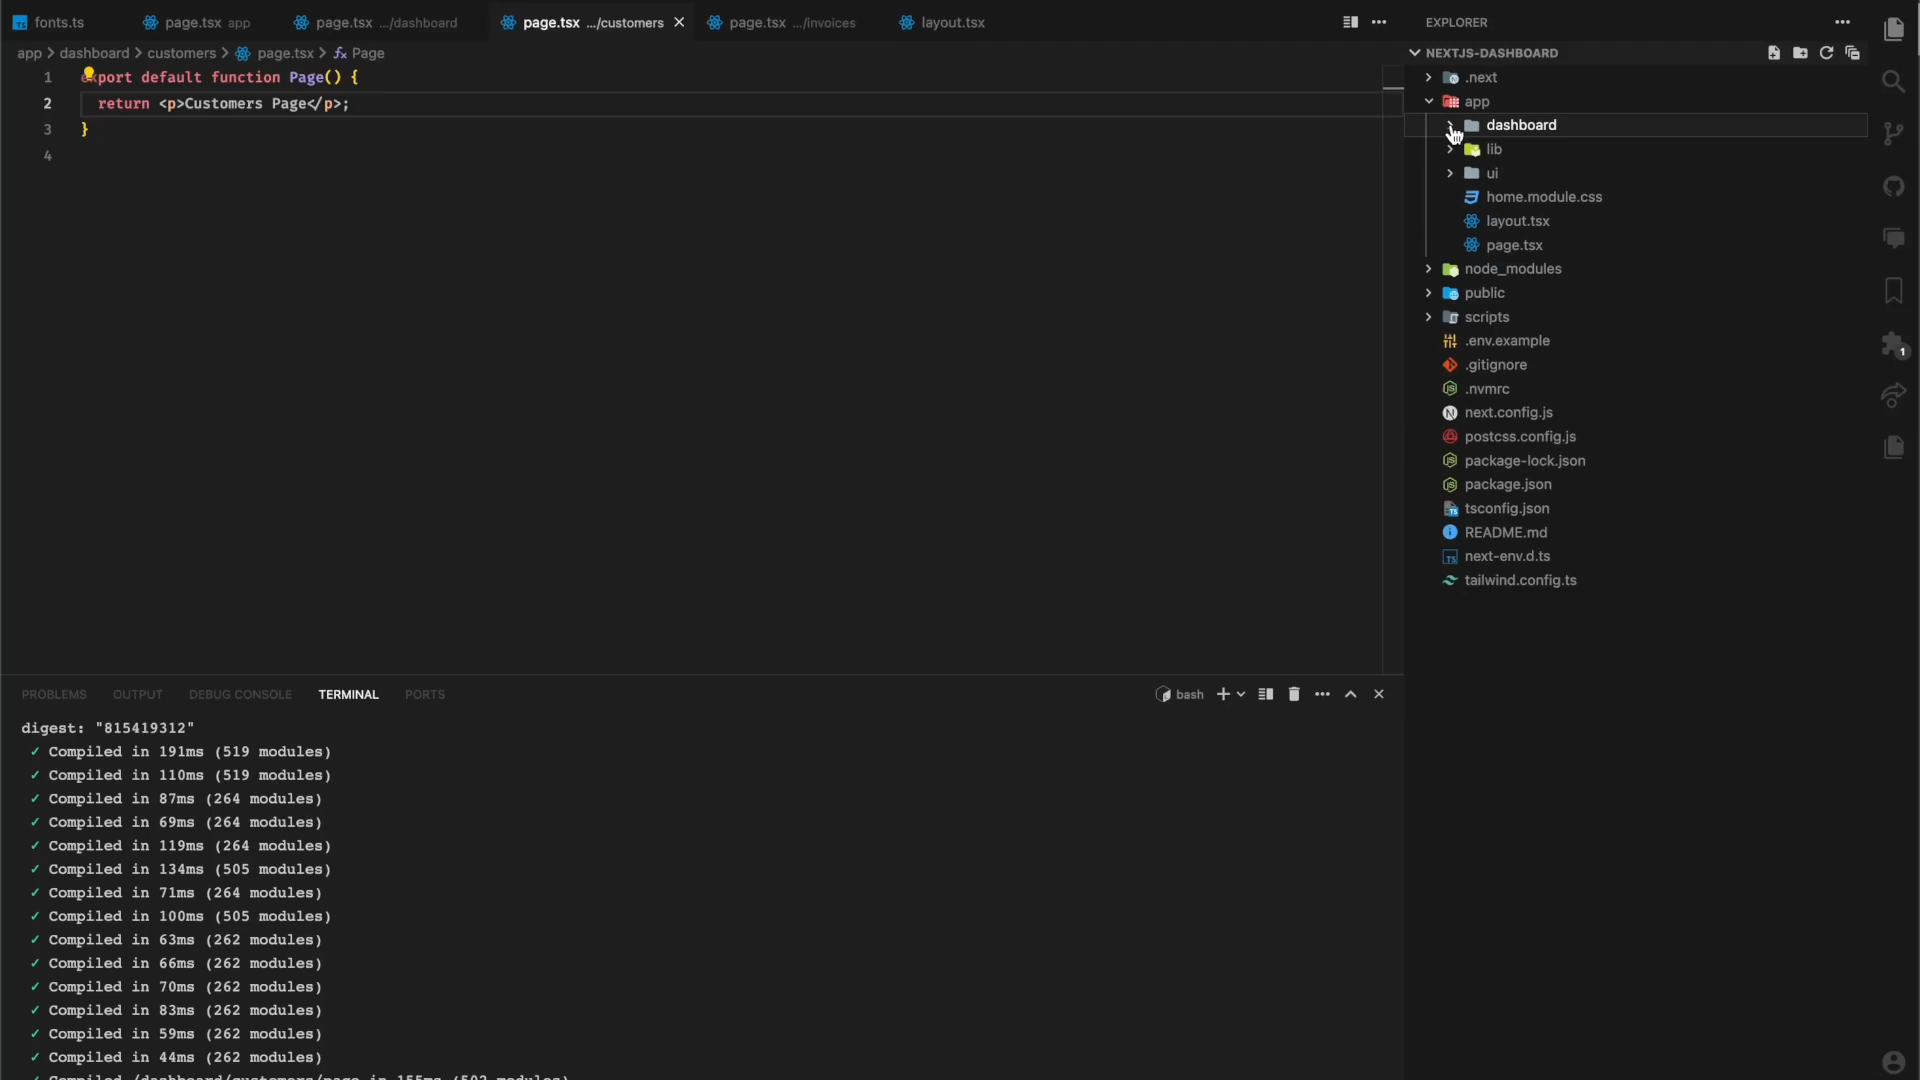 fonts.ts page.tsx app page.tsx .../dashboard page.tsx .../customers page.tsx .../invoices layout.tsx
app > dashboard > customers > page.tsx > Page
1 export default function Page() {
2 return <p>Customers Page</p>;
3 }
4
EXPLORER
NEXTJS-DASHBOARD
.next
app
dashboard
lib
ui
home.module.css
layout.tsx
page.tsx
node_modules
public
scripts
.env.example
.gitignore
.nvmrc
next.config.js
postcss.config.js
package-lock.json
package.json
tsconfig.json
README.md
next-env.d.ts
tailwind.config.ts
1
PROBLEMS OUTPUT DEBUG CONSOLE TERMINAL PORTS bash
digest: "815419312"
✓ Compiled in 191ms (519 modules)
✓ Compiled in 110ms (519 modules)
✓ Compiled in 87ms (264 modules)
✓ Compiled in 69ms (264 modules)
✓ Compiled in 119ms (264 modules)
✓ Compiled in 134ms (505 modules)
✓ Compiled in 71ms (264 modules)
✓ Compiled in 100ms (505 modules)
✓ Compiled in 63ms (262 modules)
✓ Compiled in 66ms (262 modules)
✓ Compiled in 70ms (262 modules)
✓ Compiled in 83ms (262 modules)
✓ Compiled in 59ms (262 modules)
✓ Compiled in 44ms (262 modules)
✓ Compiled /dashboard/customers/page in 155ms (502 modules)